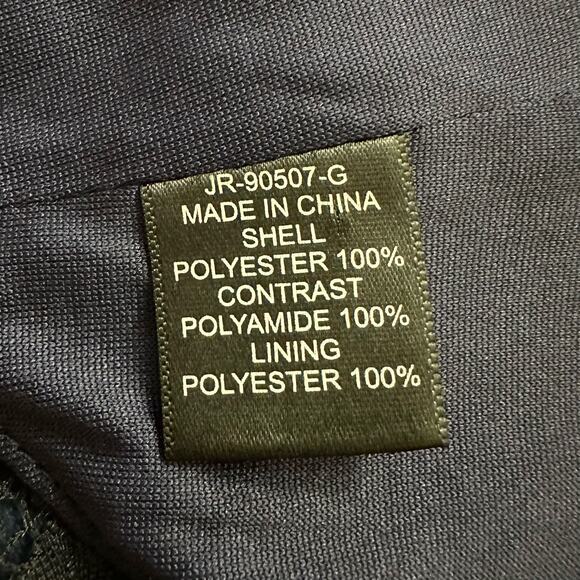 JR-90507-G
MADE IN CHINA
SHELL
POLYESTER 100%
CONTRAST
POLYAMIDE 100%
LINING
POLYESTER 100%